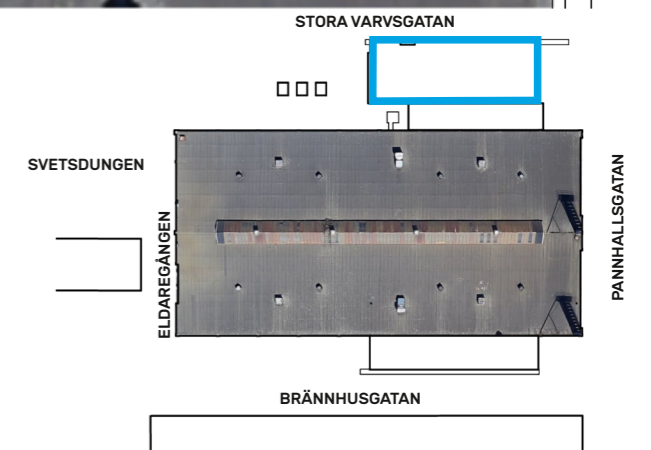 STORA VARVSGATAN
SVETSDUNGEN
ELDAREGÅNGEN
PANNHALLSGATAN
BRÄNNHUSGATAN